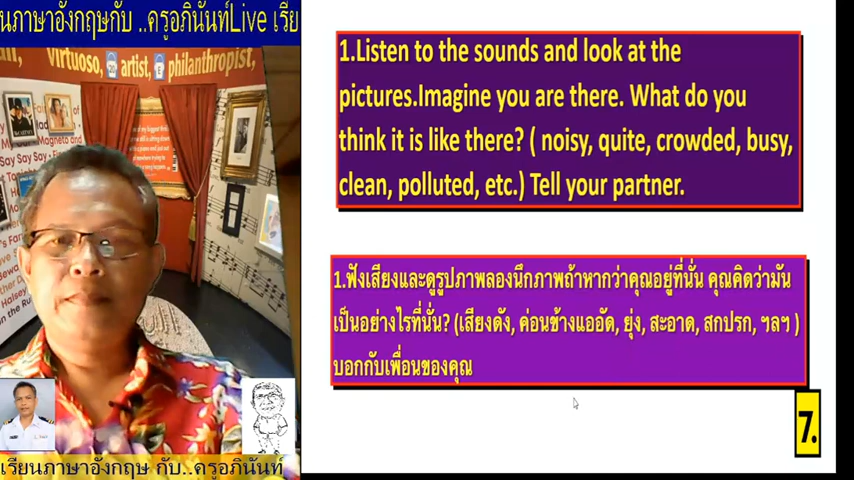 นภาษาอังกฤษกับ ..ครูอภินันท์Live เรีย
virtuoso, artist, philanthropist,
Magneto and
Say Say Say
1.Listen to the sounds and look at the
pictures.Imagine you are there. What do you
think it is like there? ( noisy, quite, crowded, busy,
clean, polluted, etc.) Tell your partner.
1.ฟังเสียงและดูรูปภาพลองนึกภาพถ้าหากว่าคุณอยู่ที่นั่น คุณคิดว่ามัน
เป็นอย่างไรที่นั่น? (เสียงดัง, ค่อนข้างแออัด, ยุ่ง, สะอาด, สกปรก, ฯลฯ )
บอกกับเพื่อนของคุณ
7.
เรียนภาษาอังกฤษ กับ..ครูอภินันท์